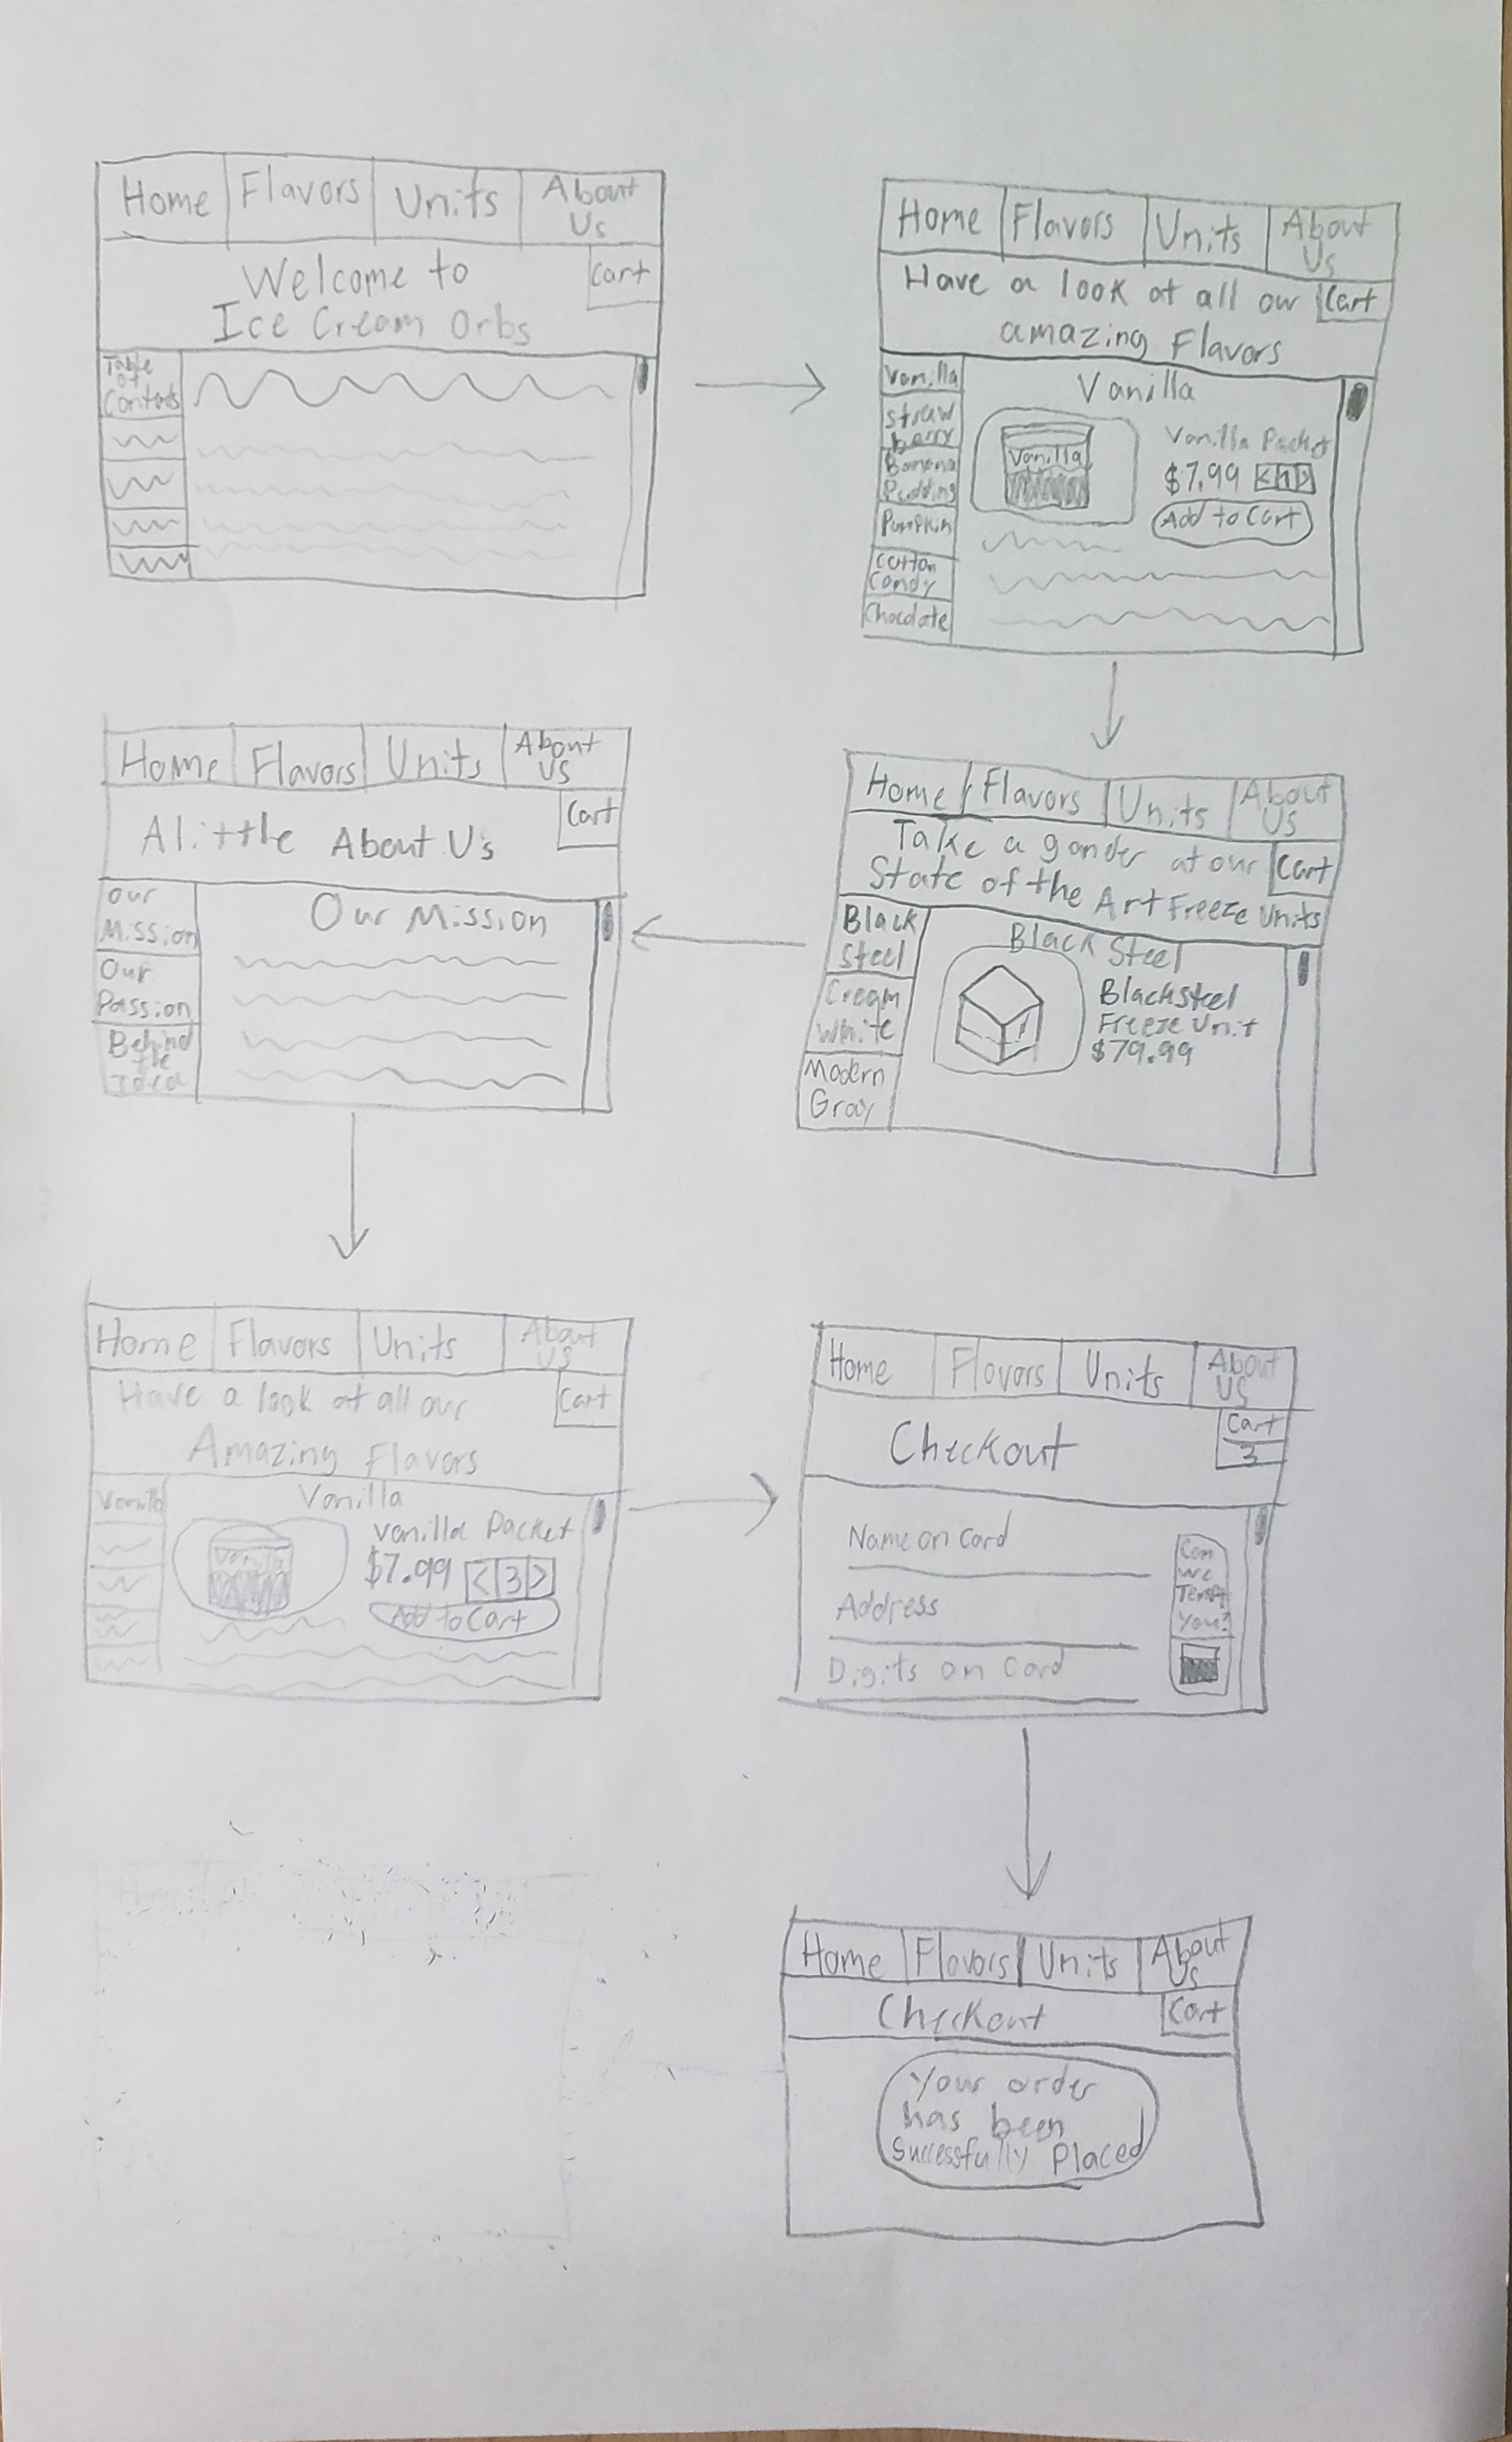 Home Flavors Units About
Us
Welcome to
Ice Cream Orbs
Cart
Table
of
Contents
Home Flavors Units About
Us
Have a look at all our
amazing Flavors
Cart
Vanilla
Straw
berry
Banana
Pudding
Pumpkin
Cotton
Candy
Chocolate
Vanilla
Vanilla
Vanilla Packet
$7.99 <1>
Add to Cart
Home Flavors Units About
Us
Take a gander at our
State of the Art Freeze Units
Cart
Black
Steel
Cream
White
Modern
Gray
Black Steel
Blacksteel
Freeze Unit
$79.99
Home Flavors Units About
US
A little About Us
Cart
Our
Mission
Our
Passion
Behind
the
Idea
Our Mission
Home Flavors Units About
US
Have a look at all our
Amazing Flavors
Cart
Vanilla
Vanilla
Vanilla
Vanilla Packet
$7.99 <3>
Add to Cart
Home Flavors Units About
US
Checkout
Cart
3
Name on Card
Address
Digits on Card
Can
we
Tempt
You?
Home Flavors Units About
Us
Checkout
Cart
Your order
has been
Successfully Placed